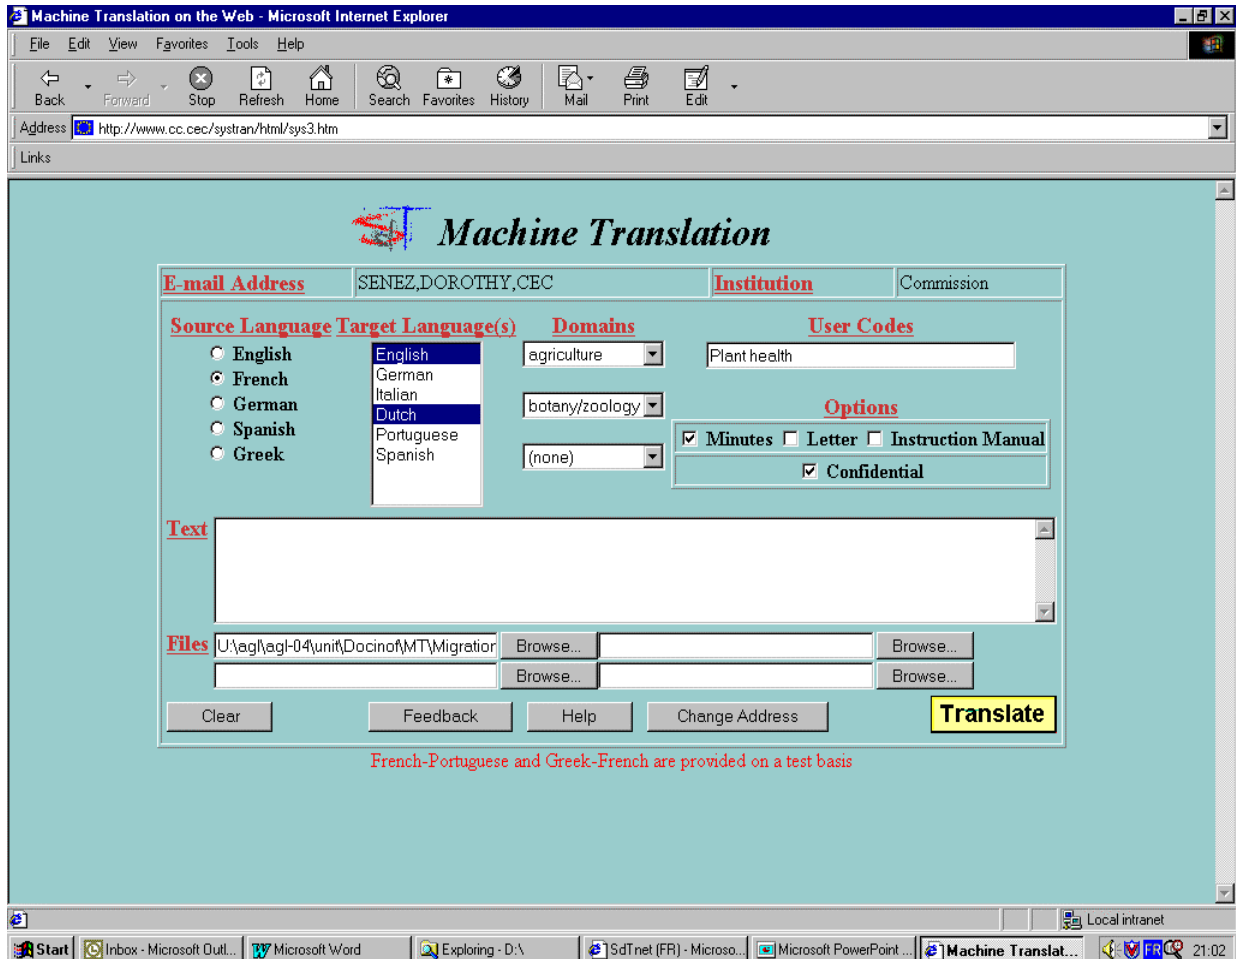 Machine Translation on the Web - Microsoft Internet Explorer
File Edit View Favorites Tools Help
Back Forward Stop Refresh Home Search Favorites History Mail Print Edit
Address http://www.cc.cec/systran/html/sys3.htm
Links
SdT Machine Translation
E-mail Address SENEZ,DOROTHY,CEC Institution Commission
Source Language Target Language(s) Domains User Codes
English English agriculture Plant health
French German
German Italian botany/zoology Options
Spanish Dutch Minutes Letter Instruction Manual
Greek Portuguese (none) Confidential
Spanish
Text
Files U:\agl\agl-04\unit\Docinof\MT\Migration Browse... Browse...
Browse... Browse...
Clear Feedback Help Change Address Translate
French-Portuguese and Greek-French are provided on a test basis
Local intranet
Start Inbox - Microsoft Outl... Microsoft Word Exploring - D:\ SdTnet (FR) - Microso... Microsoft PowerPoint ... Machine Translat... FR 21:02